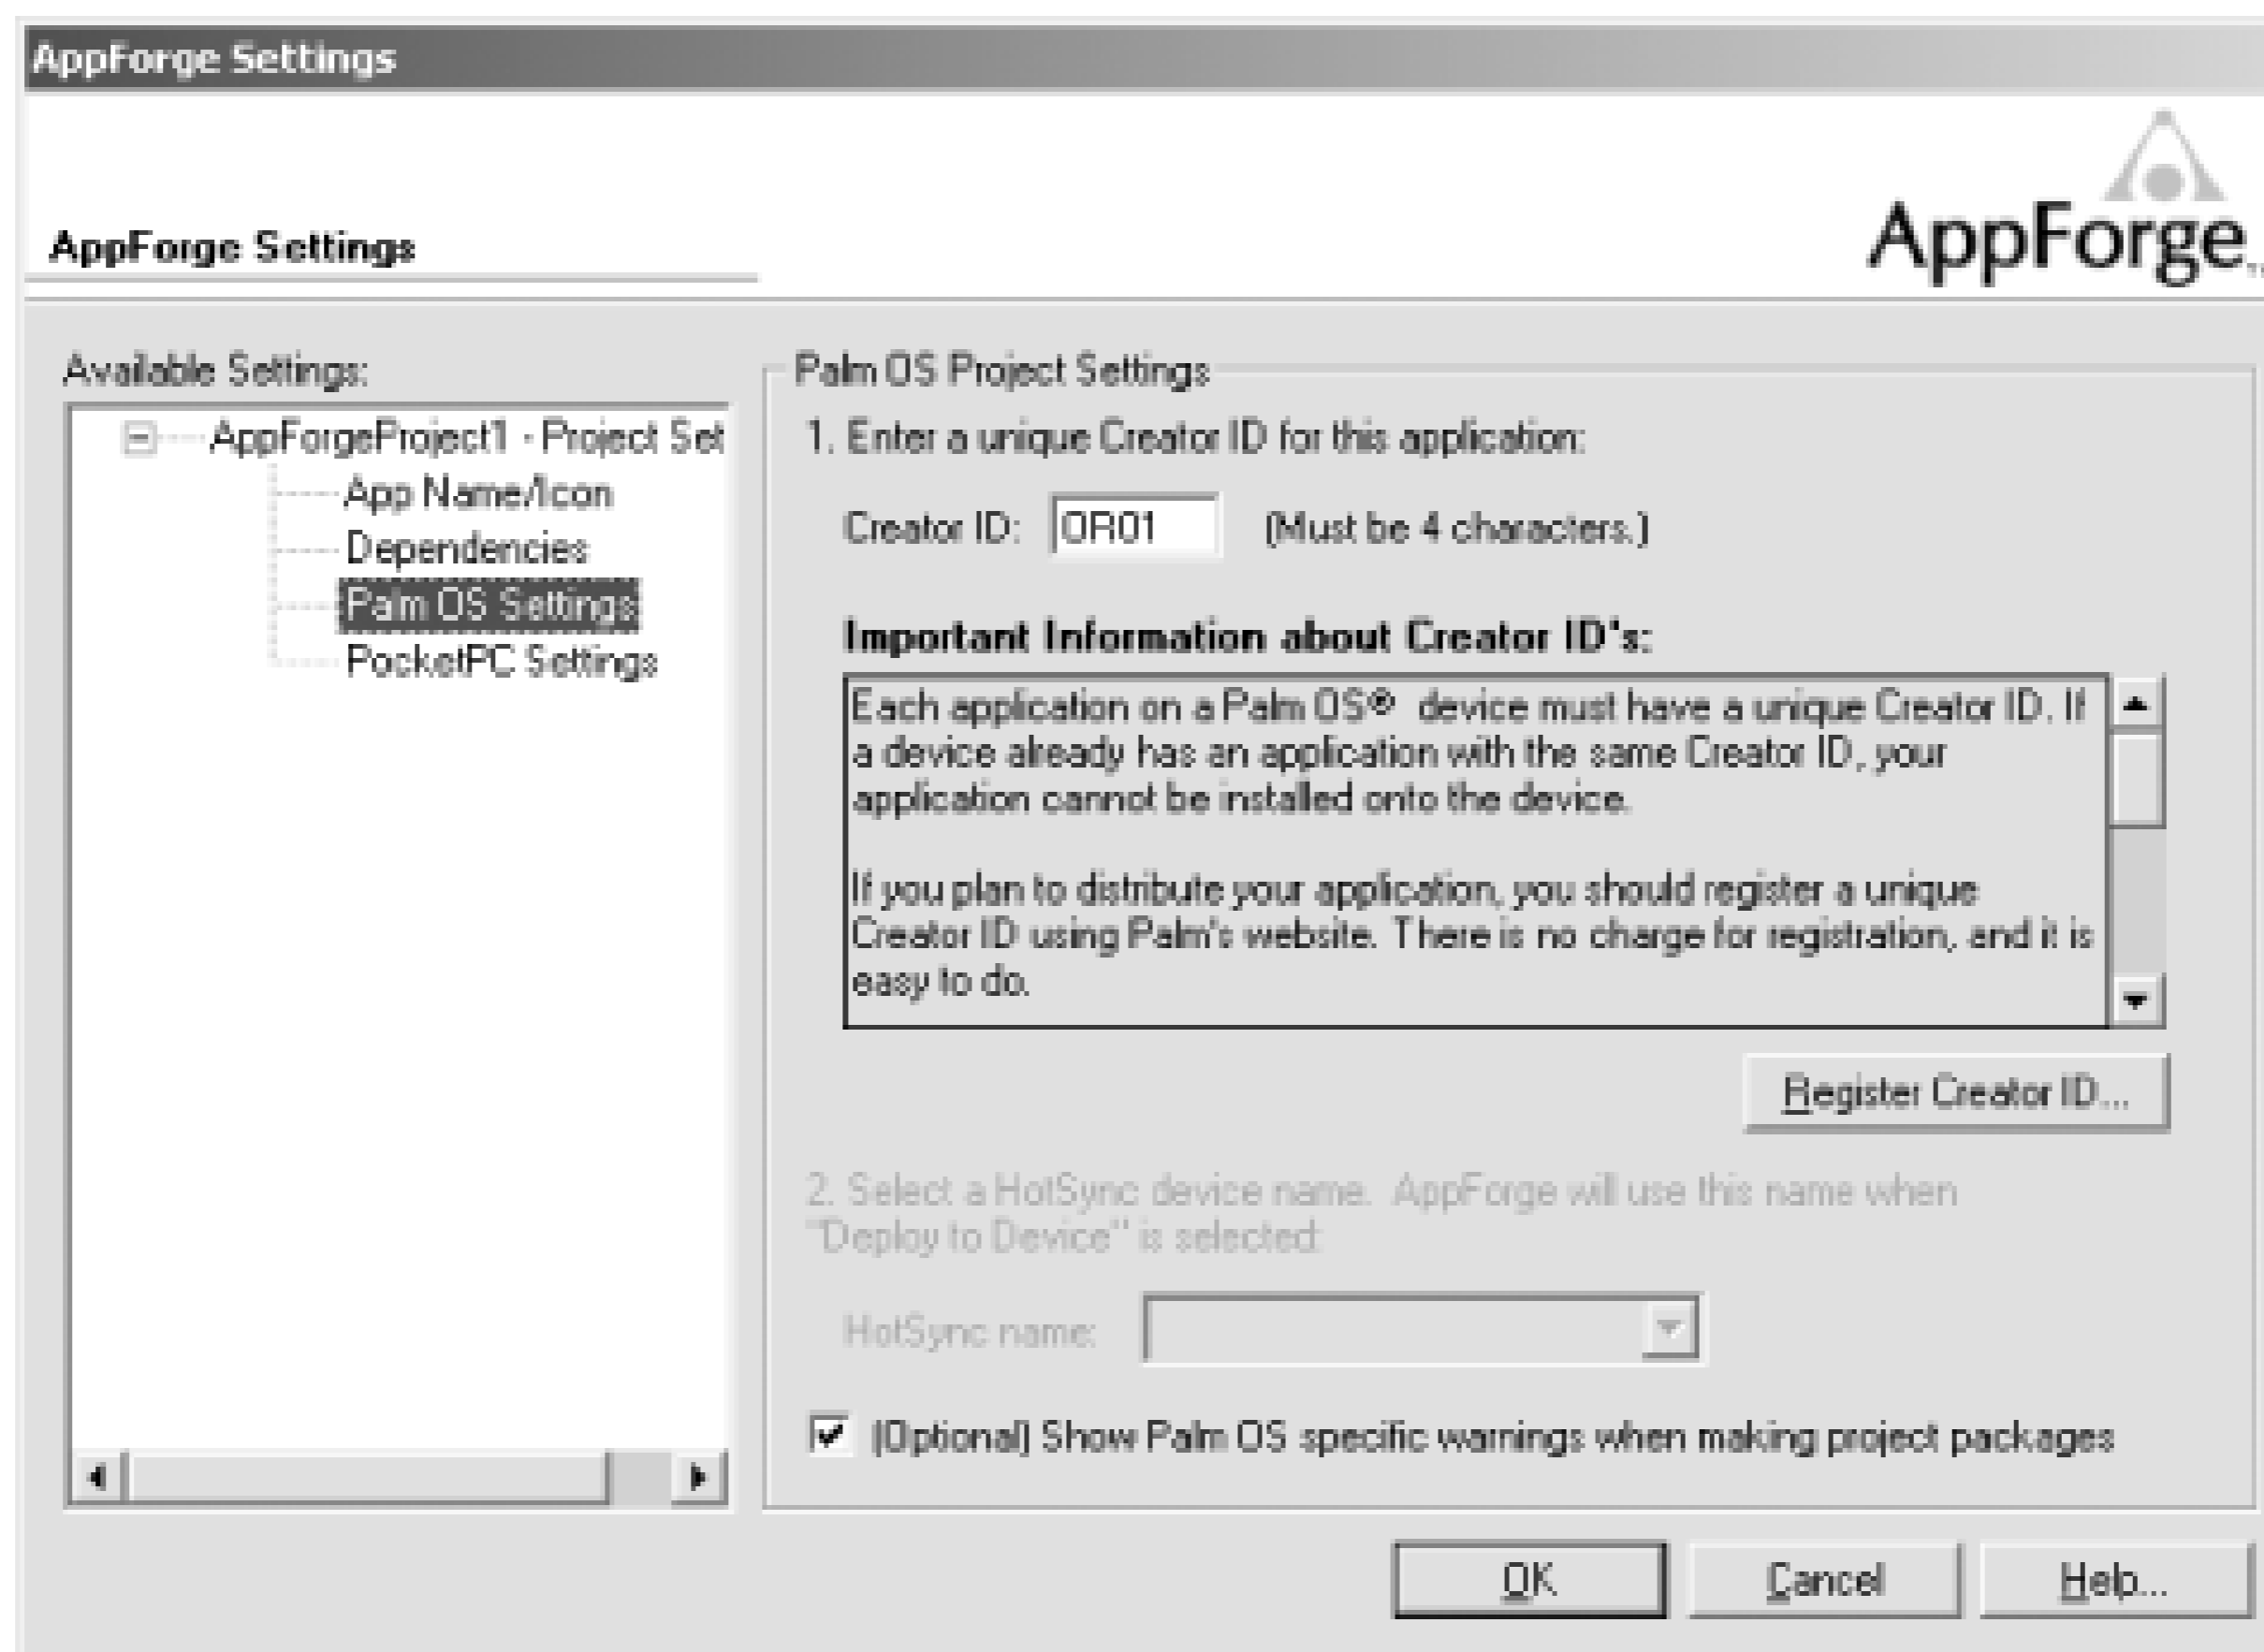 AppForge Settings
AppForge Settings
AppForge
Available Settings:
AppForgeProject1 - Project Set
App Name/Icon
Dependencies
Palm OS Settings
PocketPC Settings
Palm OS Project Settings
1. Enter a unique Creator ID for this application:
Creator ID: OR01 (Must be 4 characters.)
Important Information about Creator ID's:
Each application on a Palm OS® device must have a unique Creator ID. If
a device already has an application with the same Creator ID, your
application cannot be installed onto the device.
If you plan to distribute your application, you should register a unique
Creator ID using Palm's website. There is no charge for registration, and it is
easy to do.
Register Creator ID...
2. Select a HotSync device name. AppForge will use this name when
"Deploy to Device" is selected:
HotSync name:
(Optional) Show Palm OS specific warnings when making project packages
OK Cancel Help...